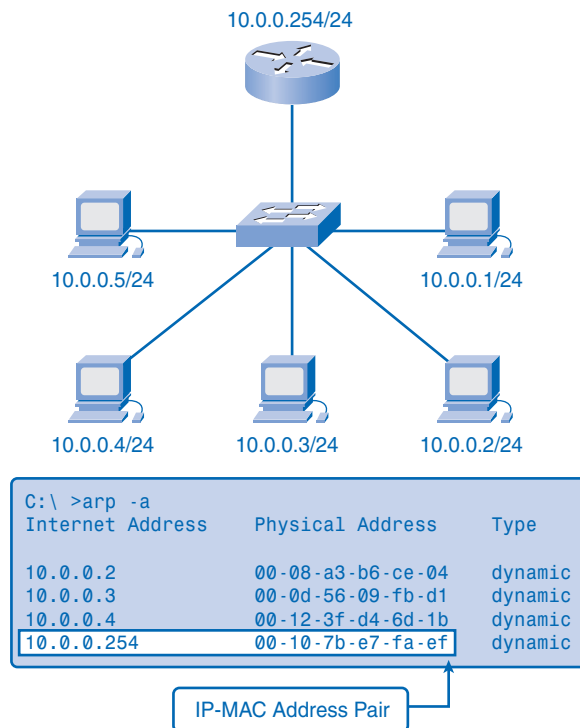 10.0.0.254/24
10.0.0.5/24
10.0.0.1/24
10.0.0.4/24
10.0.0.3/24
10.0.0.2/24
C:\ >arp -a
Internet Address Physical Address Type
10.0.0.2 00-08-a3-b6-ce-04 dynamic
10.0.0.3 00-0d-56-09-fb-d1 dynamic
10.0.0.4 00-12-3f-d4-6d-1b dynamic
10.0.0.254 00-10-7b-e7-fa-ef dynamic
IP-MAC Address Pair